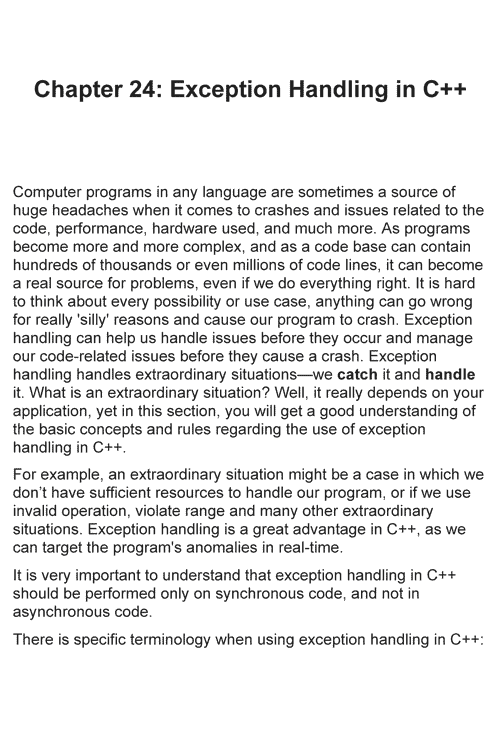 Chapter 24: Exception Handling in C++
Computer programs in any language are sometimes a source of
huge headaches when it comes to crashes and issues related to the
code, performance, hardware used, and much more. As programs
become more and more complex, and as a code base can contain
hundreds of thousands or even millions of code lines, it can become
a real source for problems, even if we do everything right. It is hard
to think about every possibility or use case, anything can go wrong
for really 'silly' reasons and cause our program to crash. Exception
handling can help us handle issues before they occur and manage
our code-related issues before they cause a crash. Exception
handling handles extraordinary situations—we catch it and handle
it. What is an extraordinary situation? Well, it really depends on your
application, yet in this section, you will get a good understanding of
the basic concepts and rules regarding the use of exception
handling in C++.
For example, an extraordinary situation might be a case in which we
don’t have sufficient resources to handle our program, or if we use
invalid operation, violate range and many other extraordinary
situations. Exception handling is a great advantage in C++, as we
can target the program's anomalies in real-time.
It is very important to understand that exception handling in C++
should be performed only on synchronous code, and not in
asynchronous code.
There is specific terminology when using exception handling in C++: